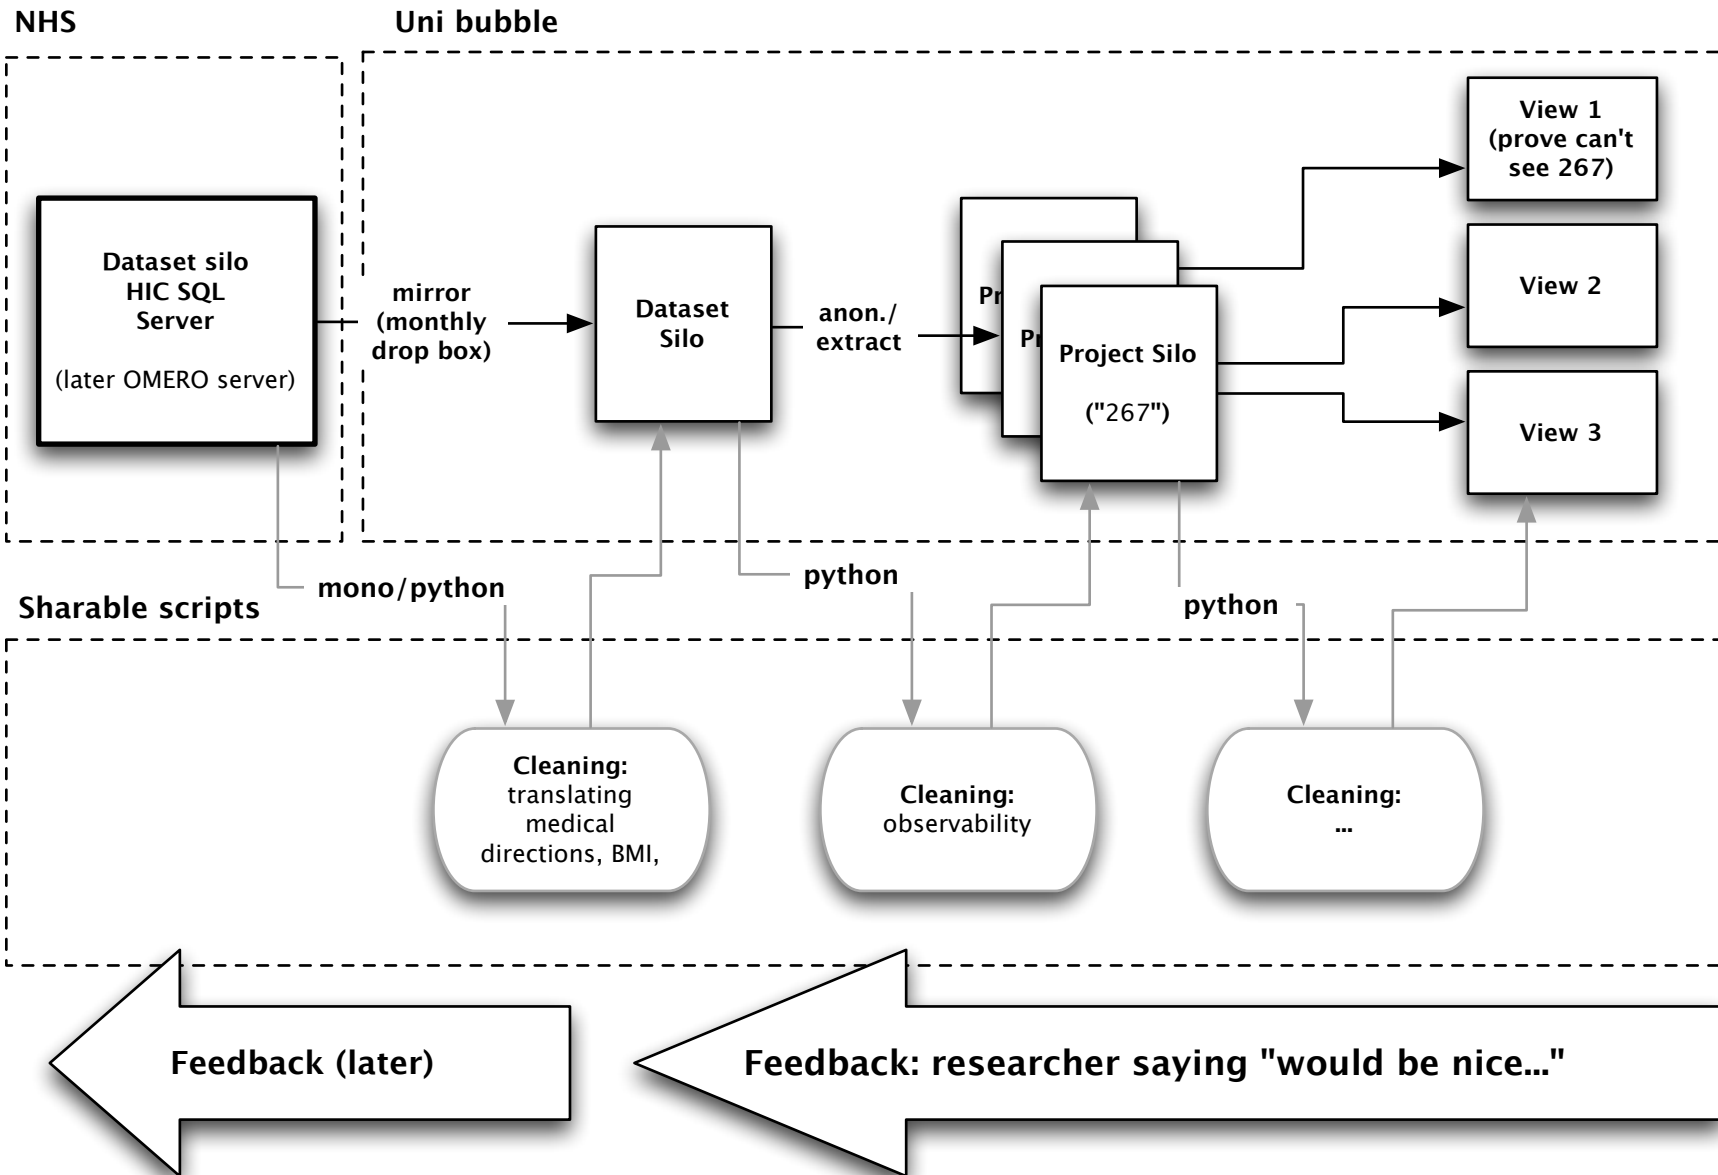 NHS
Uni bubble
Dataset silo
HIC SQL
Server
(later OMERO server)
mirror
(monthly
drop box)
Dataset
Silo
anon./
extract
Pr
Pr
Project Silo
("267")
View 1
(prove can't
see 267)
View 2
View 3
mono/python
python
python
Sharable scripts
Cleaning:
translating
medical
directions, BMI,
Cleaning:
observability
Cleaning:
...
Feedback (later)
Feedback: researcher saying "would be nice..."